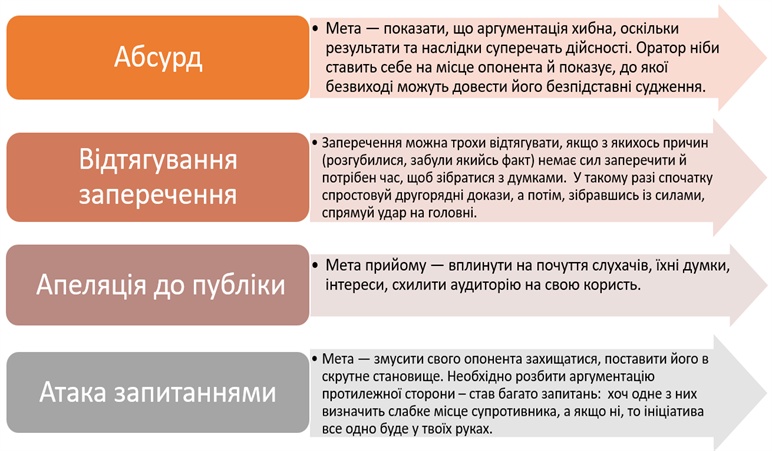 Абсурд
• Мета — показати, що аргументація хибна, оскільки
результати та наслідки суперечать дійсності. Оратор ніби
ставить себе на місце опонента й показує, до якої
безвиході можуть довести його безпідставні судження.
Відтягування
заперечення
• Заперечення можна трохи відтягувати, якщо з якихось причин
(розгубилися, забули якийсь факт) немає сил заперечити й
потрібен час, щоб зібратися з думками. У такому разі спочатку
спростовуй другорядні докази, а потім, зібравшись із силами,
спрямуй удар на головні.
Апеляція до публіки
• Мета прийому — вплинути на почуття слухачів, їхні думки,
інтереси, схилити аудиторію на свою користь.
Атака запитаннями
• Мета — змусити свого опонента захищатися, поставити його в
скрутне становище. Необхідно розбити аргументацію
протилежної сторони – став багато запитань: хоч одне з них
визначить слабке місце супротивника, а якщо ні, то ініціатива
все одно буде у твоїх руках.